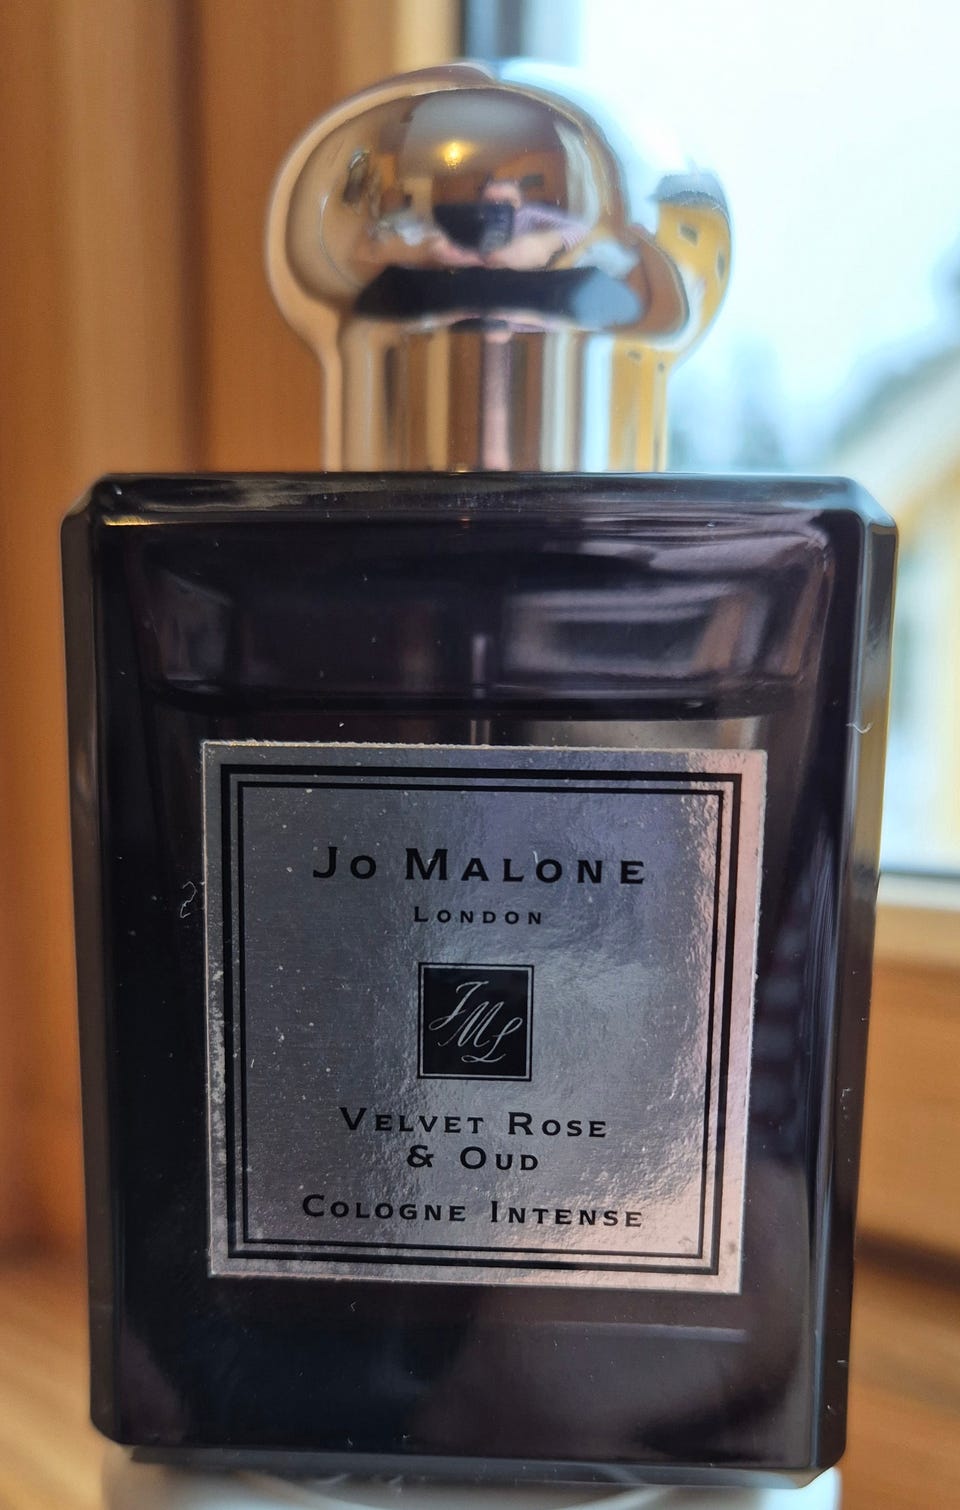 Jo Malone
London
JML
Velvet Rose
& Oud
Cologne Intense